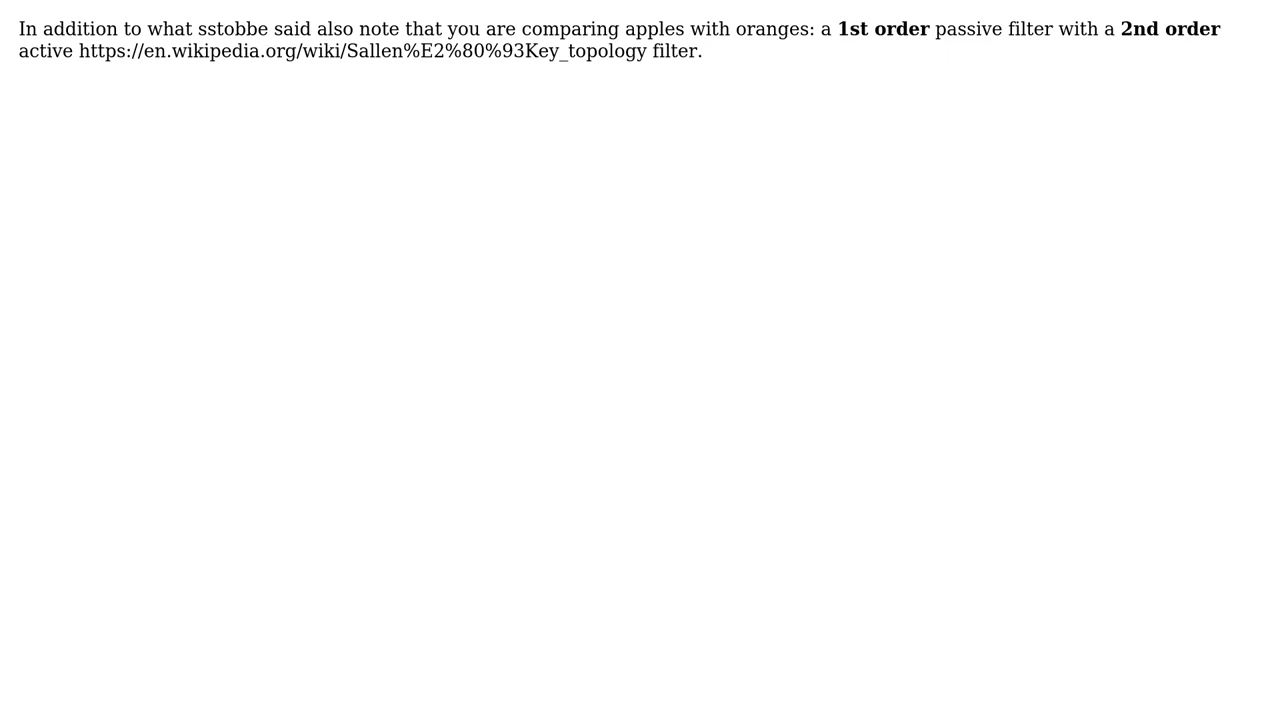 In addition to what sstobbe said also note that you are comparing apples with oranges: a 1st order passive filter with a 2nd order
active https://en.wikipedia.org/wiki/Sallen%E2%80%93Key_topology filter.